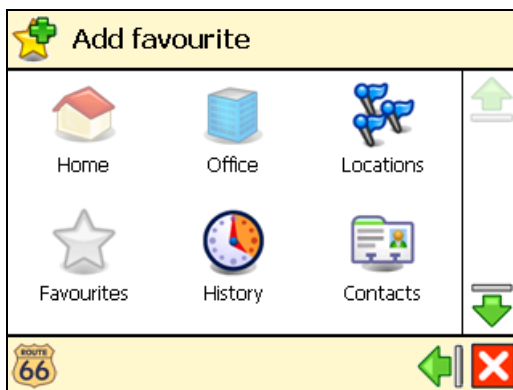 Add favourite
Home Office Locations
Favourites History Contacts
ROUTE
66